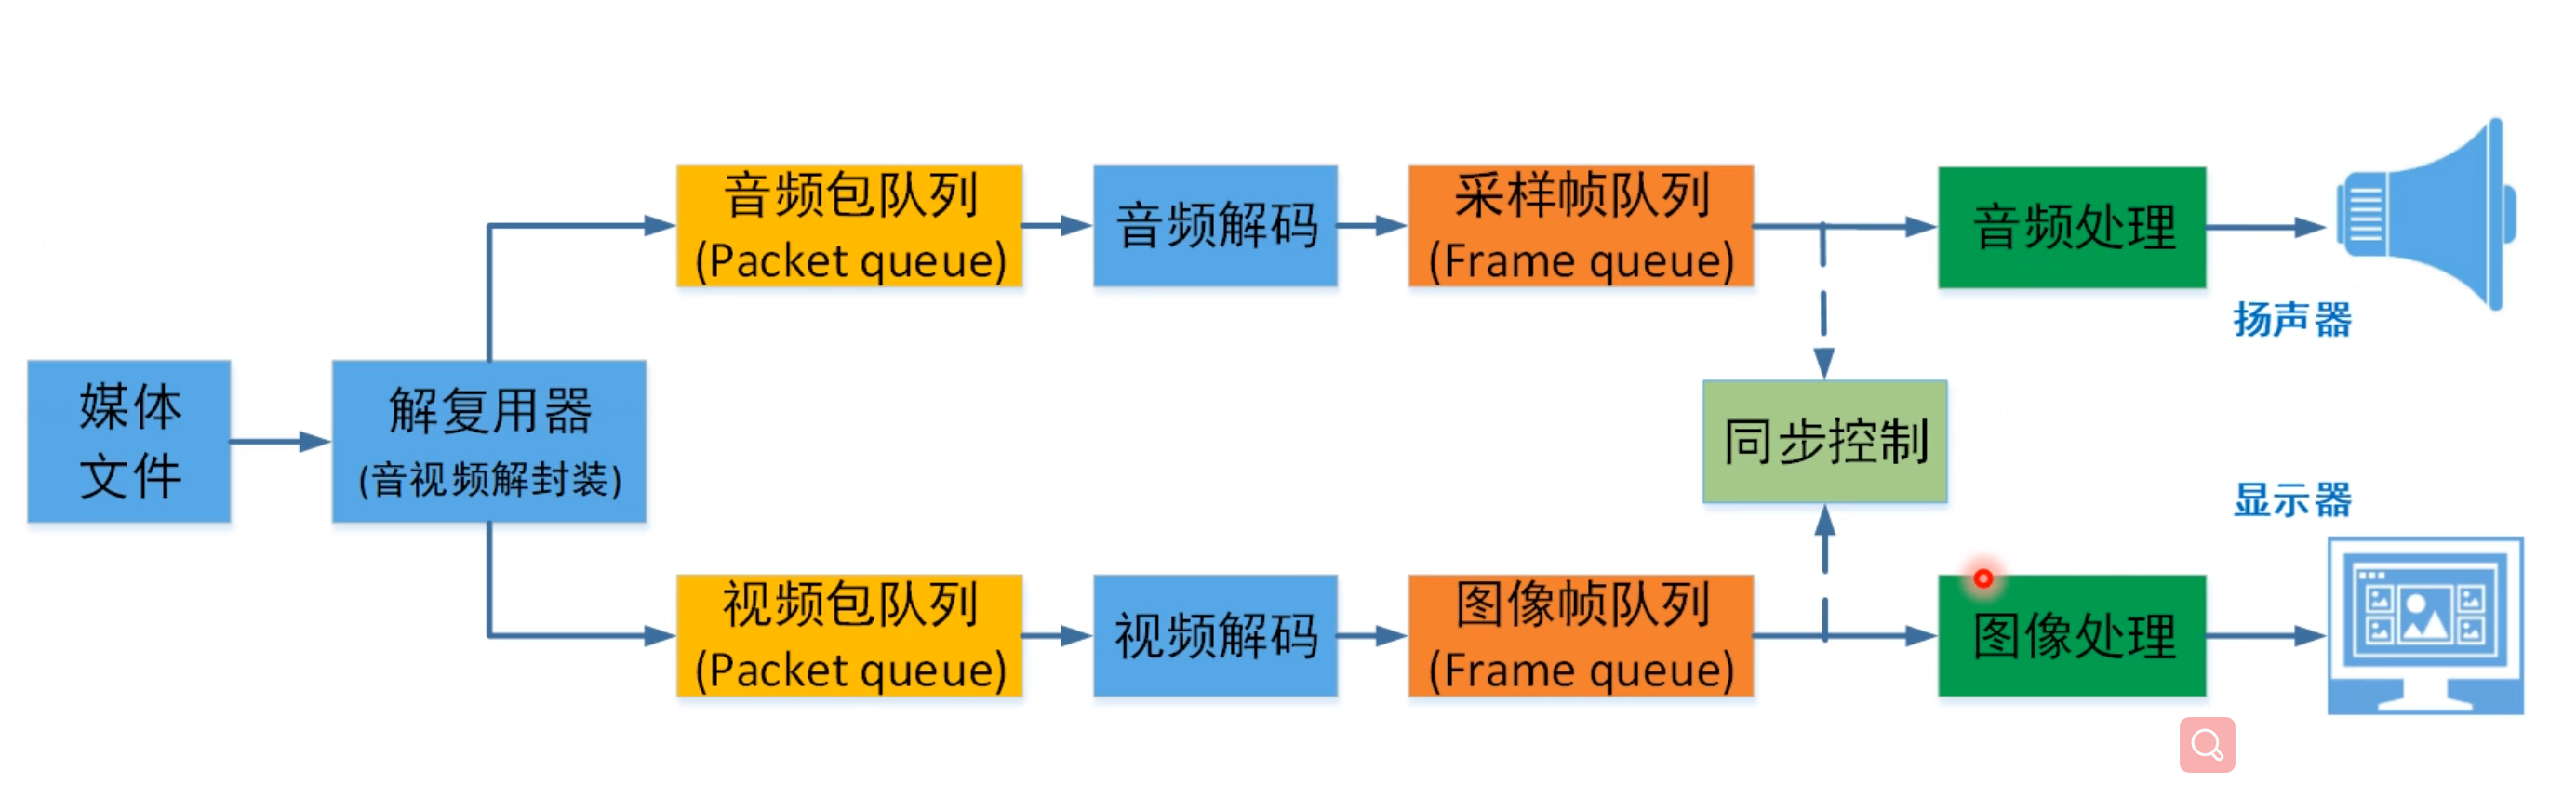 音频包队列
(Packet queue)
音频解码
采样帧队列
(Frame queue)
音频处理
扬声器
媒体
文件
解复用器
(音视频解封装)
同步控制
显示器
视频包队列
(Packet queue)
视频解码
图像帧队列
(Frame queue)
图像处理